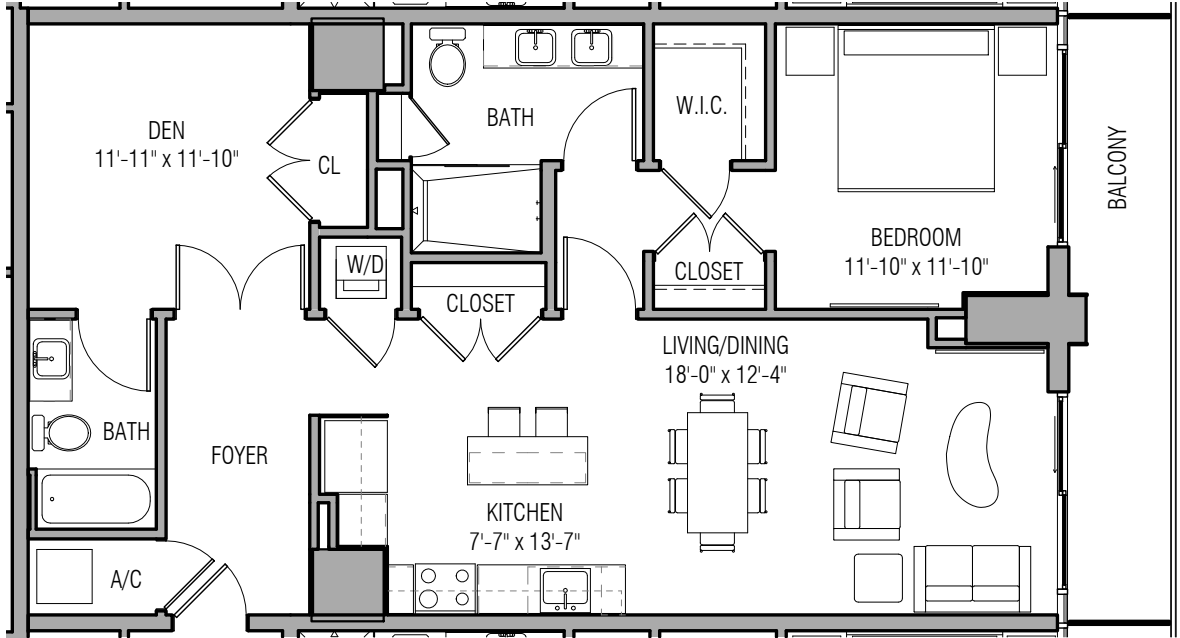 DEN
11'-11" x 11'-10"
CL
BATH
W.I.C.
BALCONY
BEDROOM
11'-10" x 11'-10"
W/D
CLOSET
CLOSET
LIVING/DINING
18'-0" x 12'-4"
BATH
FOYER
KITCHEN
7'-7" x 13'-7"
A/C